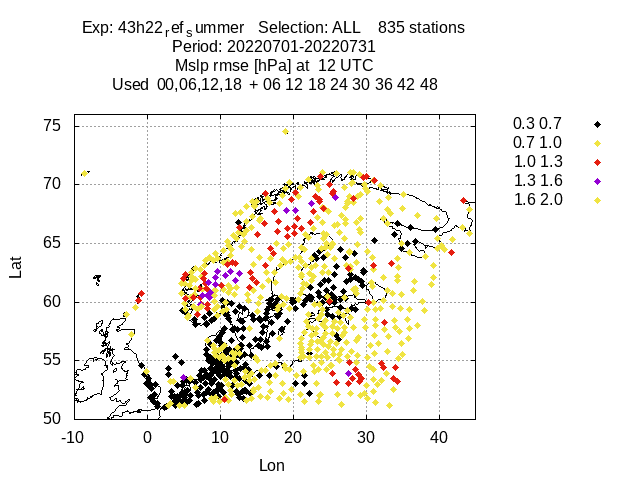 Exp: 43h22ref summer Selection: ALL 835 stations
Period: 20220701-20220731
Mslp rmse [hPa] at 12 UTC
Used 00,06,12,18 + 06 12 18 24 30 36 42 48
75
70
65
60
55
50
-10 0 10 20 30 40
Lat
Lon
0.3 0.7
0.7 1.0
1.0 1.3
1.3 1.6
1.6 2.0